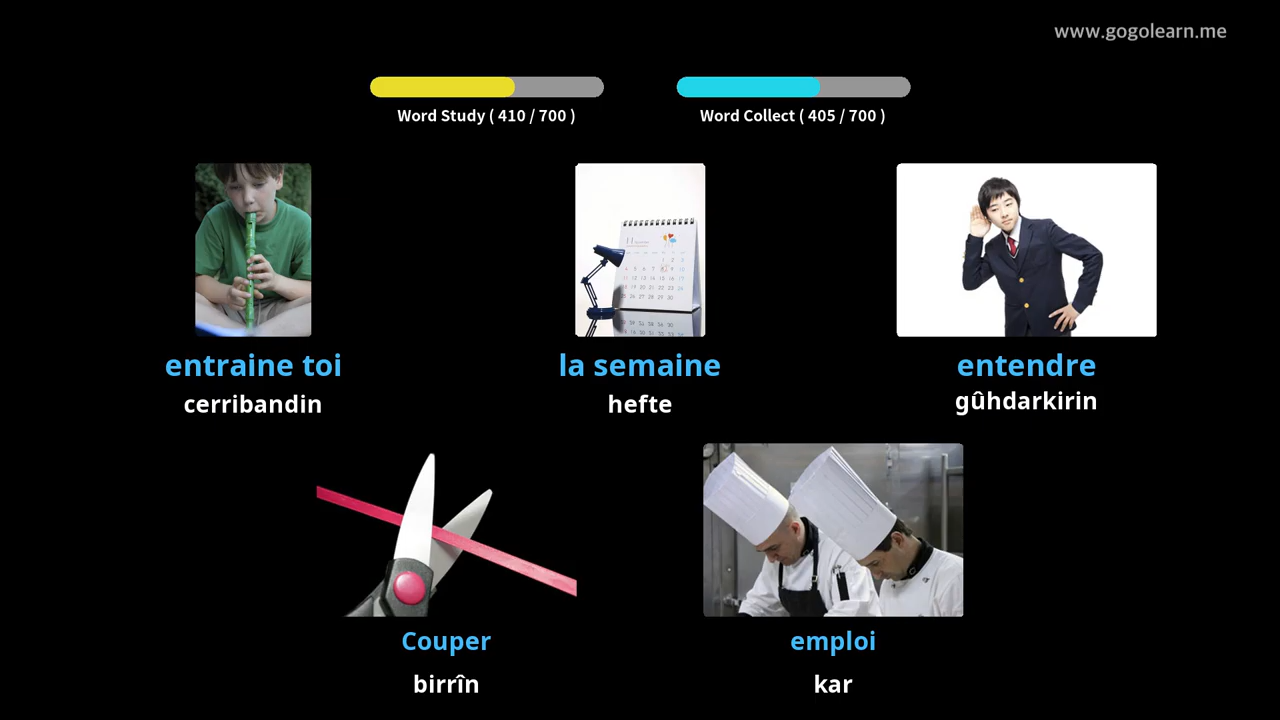 www.gogolearn.me
Word Study ( 410 / 700 )
Word Collect ( 405 / 700 )
entraine toi
la semaine
entendre
cerribandin
hefte
gûhdarkirin
Couper
emploi
birrîn
kar